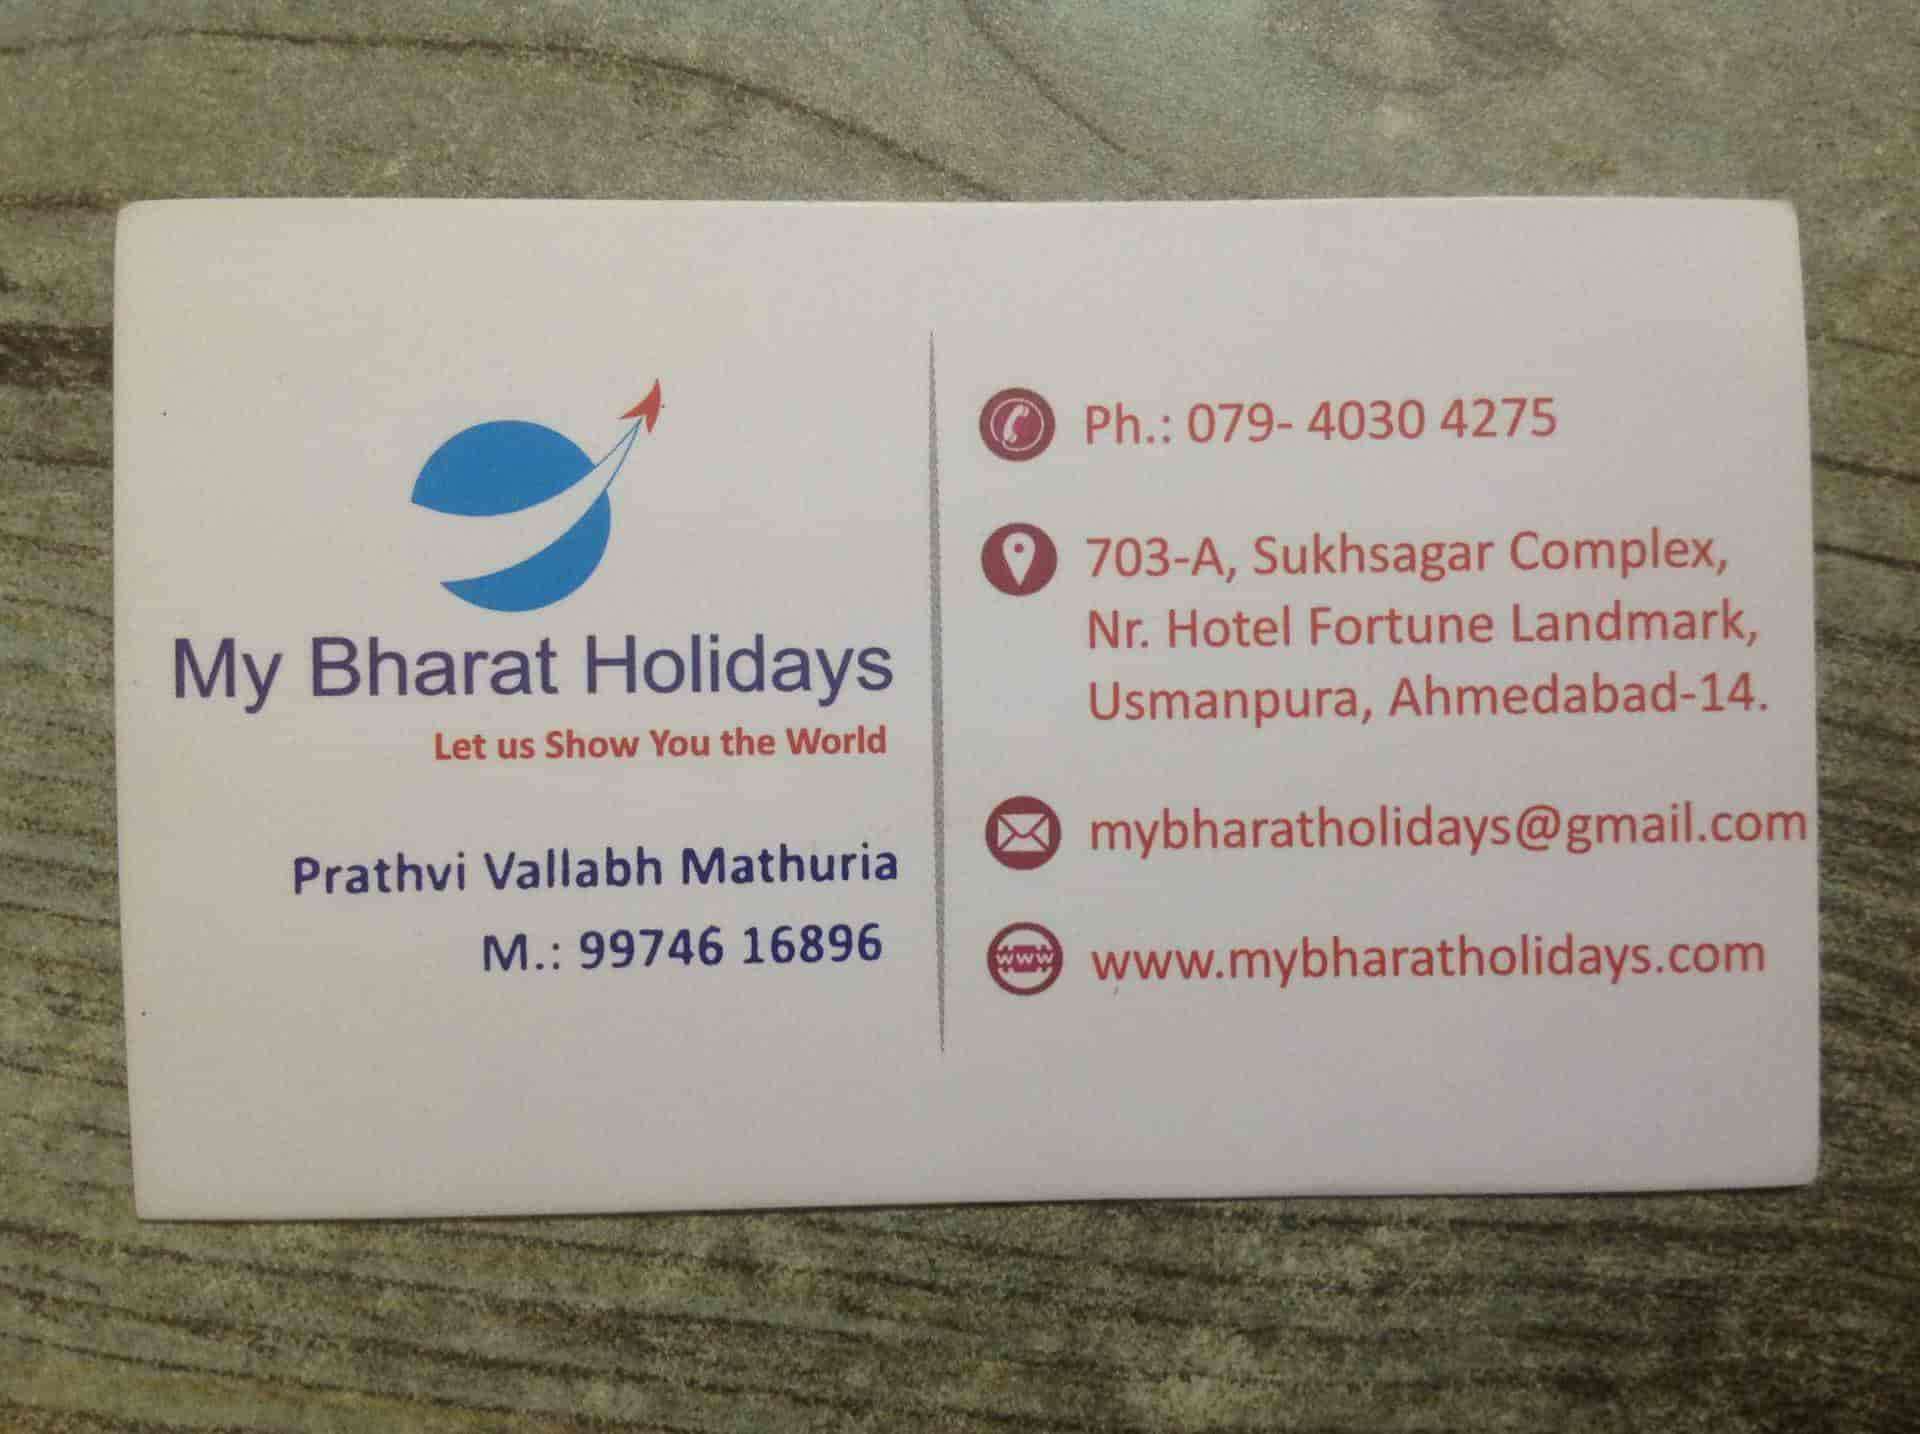 My Bharat Holidays
Let us Show You the World
Prathvi Vallabh Mathuria
M.: 99746 16896
Ph.: 079- 4030 4275
703-A, Sukhsagar Complex,
Nr. Hotel Fortune Landmark,
Usmanpura, Ahmedabad-14.
mybharatholidays@gmail.com
www
www.mybharatholidays.com